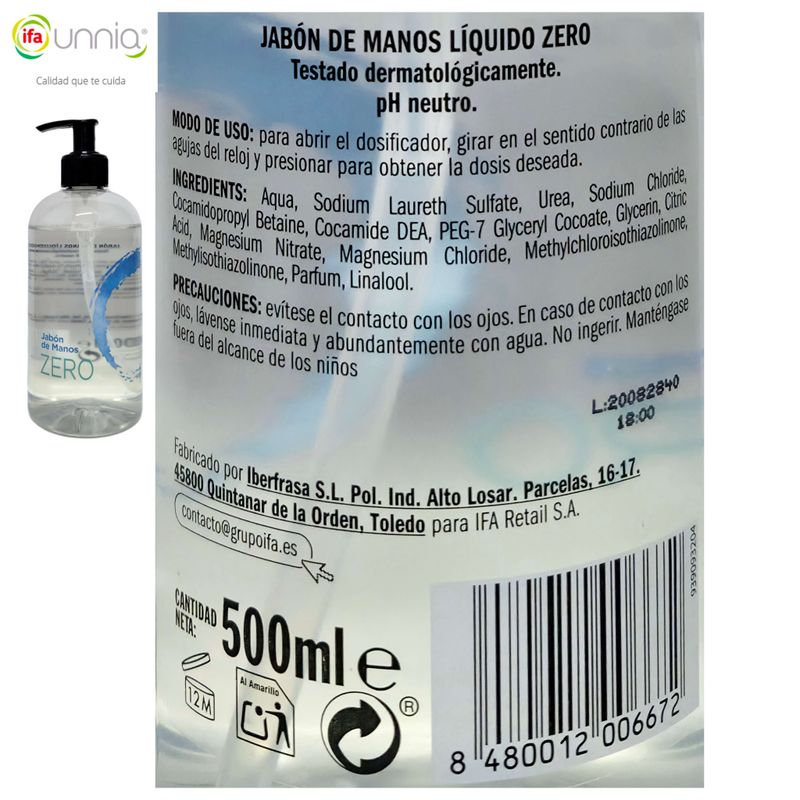 ifa unnia®
Calidad que te cuida
Jabón
de Manos
ZERO
JABÓN DE MANOS LÍQUIDO ZERO
Testado dermatológicamente.
pH neutro.
MODO DE USO: para abrir el dosificador, girar en el sentido contrario de las
agujas del reloj y presionar para obtener la dosis deseada.
INGREDIENTS: Aqua, Sodium Laureth Sulfate, Urea, Sodium Chloride,
Cocamidopropyl Betaine, Cocamide DEA, PEG-7 Glyceryl Cocoate, Glycerin, Citric
Acid, Magnesium Nitrate, Magnesium Chloride, Methylchloroisothiazolinone,
Methylisothiazolinone, Parfum, Linalool.
PRECAUCIONES: evítese el contacto con los ojos. En caso de contacto con los
ojos, lávense inmediata y abundantemente con agua. No ingerir. Manténgase
fuera del alcance de los niños
L:20082840
18:00
Fabricado por Iberfrasa S.L. Pol. Ind. Alto Losar. Parcelas, 16-17.
45800 Quintanar de la Orden, Toledo para IFA Retail S.A.
contacto@grupoifa.es
939093204
CANTIDAD
NETA: 500ml e
12M
Al Amarillo
®
8 480012 006672